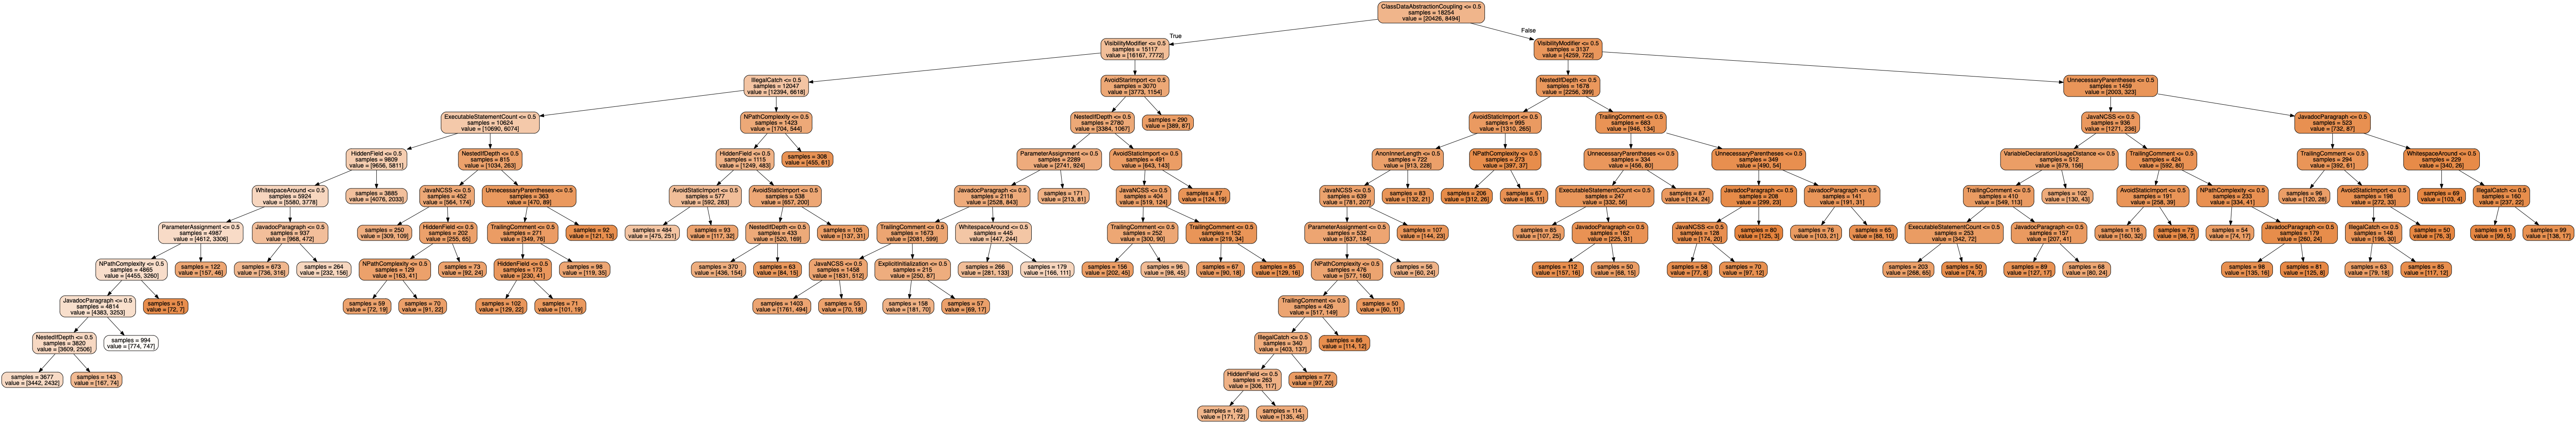 ClassDataAbstractionCoupling <= 0.5
samples = 18254
value = [20426, 8494]
True
False
VisibilityModifier <= 0.5
samples = 15117
value = [16167, 7772]
VisibilityModifier <= 0.5
samples = 3137
value = [4259, 722]
IllegalCatch <= 0.5
samples = 12047
value = [12394, 6618]
AvoidStarImport <= 0.5
samples = 3070
value = [3773, 1154]
NestedIfDepth <= 0.5
samples = 1678
value = [2256, 399]
UnnecessaryParentheses <= 0.5
samples = 1459
value = [2003, 323]
ExecutableStatementCount <= 0.5
samples = 10624
value = [10690, 6074]
NPathComplexity <= 0.5
samples = 1423
value = [1704, 544]
NestedIfDepth <= 0.5
samples = 2780
value = [3384, 1067]
samples = 290
value = [389, 87]
AvoidStaticImport <= 0.5
samples = 995
value = [1310, 265]
TrailingComment <= 0.5
samples = 683
value = [946, 134]
JavaNCSS <= 0.5
samples = 936
value = [1271, 236]
JavadocParagraph <= 0.5
samples = 523
value = [732, 87]
HiddenField <= 0.5
samples = 9809
value = [9656, 5811]
NestedIfDepth <= 0.5
samples = 815
value = [1034, 263]
HiddenField <= 0.5
samples = 1115
value = [1249, 483]
samples = 308
value = [455, 61]
ParameterAssignment <= 0.5
samples = 2289
value = [2741, 924]
AvoidStaticImport <= 0.5
samples = 491
value = [643, 143]
AnonInnerLength <= 0.5
samples = 722
value = [913, 228]
NPathComplexity <= 0.5
samples = 273
value = [397, 37]
UnnecessaryParentheses <= 0.5
samples = 334
value = [456, 80]
UnnecessaryParentheses <= 0.5
samples = 349
value = [490, 54]
VariableDeclarationUsageDistance <= 0.5
samples = 512
value = [679, 156]
TrailingComment <= 0.5
samples = 424
value = [592, 80]
TrailingComment <= 0.5
samples = 294
value = [392, 61]
WhitespaceAround <= 0.5
samples = 229
value = [340, 26]
WhitespaceAround <= 0.5
samples = 5924
value = [5580, 3778]
samples = 3885
value = [4076, 2033]
JavaNCSS <= 0.5
samples = 452
value = [564, 174]
UnnecessaryParentheses <= 0.5
samples = 363
value = [470, 89]
AvoidStaticImport <= 0.5
samples = 577
value = [592, 283]
AvoidStaticImport <= 0.5
samples = 538
value = [657, 200]
JavadocParagraph <= 0.5
samples = 2118
value = [2528, 843]
samples = 171
value = [213, 81]
JavaNCSS <= 0.5
samples = 404
value = [519, 124]
samples = 87
value = [124, 19]
JavaNCSS <= 0.5
samples = 639
value = [781, 207]
samples = 83
value = [132, 21]
samples = 206
value = [312, 26]
samples = 67
value = [85, 11]
ExecutableStatementCount <= 0.5
samples = 247
value = [332, 56]
samples = 87
value = [124, 24]
JavadocParagraph <= 0.5
samples = 208
value = [299, 23]
JavadocParagraph <= 0.5
samples = 141
value = [191, 31]
TrailingComment <= 0.5
samples = 410
value = [549, 113]
samples = 102
value = [130, 43]
AvoidStaticImport <= 0.5
samples = 191
value = [258, 39]
NPathComplexity <= 0.5
samples = 233
value = [334, 41]
samples = 96
value = [120, 28]
AvoidStaticImport <= 0.5
samples = 198
value = [272, 33]
samples = 69
value = [103, 4]
IllegalCatch <= 0.5
samples = 160
value = [237, 22]
ParameterAssignment <= 0.5
samples = 4987
value = [4612, 3306]
JavadocParagraph <= 0.5
samples = 937
value = [968, 472]
samples = 250
value = [309, 109]
HiddenField <= 0.5
samples = 202
value = [255, 65]
TrailingComment <= 0.5
samples = 271
value = [349, 76]
samples = 92
value = [121, 13]
samples = 484
value = [475, 251]
samples = 93
value = [117, 32]
NestedIfDepth <= 0.5
samples = 433
value = [520, 169]
samples = 105
value = [137, 31]
TrailingComment <= 0.5
samples = 1673
value = [2081, 599]
WhitespaceAround <= 0.5
samples = 445
value = [447, 244]
TrailingComment <= 0.5
samples = 252
value = [300, 90]
TrailingComment <= 0.5
samples = 152
value = [219, 34]
ParameterAssignment <= 0.5
samples = 532
value = [637, 184]
samples = 107
value = [144, 23]
samples = 85
value = [107, 25]
JavadocParagraph <= 0.5
samples = 162
value = [225, 31]
JavaNCSS <= 0.5
samples = 128
value = [174, 20]
samples = 80
value = [125, 3]
samples = 76
value = [103, 21]
samples = 65
value = [88, 10]
ExecutableStatementCount <= 0.5
samples = 253
value = [342, 72]
JavadocParagraph <= 0.5
samples = 157
value = [207, 41]
samples = 116
value = [160, 32]
samples = 75
value = [98, 7]
samples = 54
value = [74, 17]
JavadocParagraph <= 0.5
samples = 179
value = [260, 24]
IllegalCatch <= 0.5
samples = 148
value = [196, 30]
samples = 50
value = [76, 3]
samples = 61
value = [99, 5]
samples = 99
value = [138, 17]
NPathComplexity <= 0.5
samples = 4865
value = [4455, 3260]
samples = 122
value = [157, 46]
samples = 673
value = [736, 316]
samples = 264
value = [232, 156]
NPathComplexity <= 0.5
samples = 129
value = [163, 41]
samples = 73
value = [92, 24]
HiddenField <= 0.5
samples = 173
value = [230, 41]
samples = 98
value = [119, 35]
samples = 370
value = [436, 154]
samples = 63
value = [84, 15]
JavaNCSS <= 0.5
samples = 1458
value = [1831, 512]
ExplicitInitialization <= 0.5
samples = 215
value = [250, 87]
samples = 266
value = [281, 133]
samples = 179
value = [166, 111]
samples = 156
value = [202, 45]
samples = 96
value = [98, 45]
samples = 67
value = [90, 18]
samples = 85
value = [129, 16]
NPathComplexity <= 0.5
samples = 476
value = [577, 160]
samples = 56
value = [60, 24]
samples = 112
value = [157, 16]
samples = 50
value = [68, 15]
samples = 58
value = [77, 8]
samples = 70
value = [97, 12]
samples = 203
value = [268, 65]
samples = 50
value = [74, 7]
samples = 89
value = [127, 17]
samples = 68
value = [80, 24]
samples = 98
value = [135, 16]
samples = 81
value = [125, 8]
samples = 63
value = [79, 18]
samples = 85
value = [117, 12]
JavadocParagraph <= 0.5
samples = 4814
value = [4383, 3253]
samples = 51
value = [72, 7]
samples = 59
value = [72, 19]
samples = 70
value = [91, 22]
samples = 102
value = [129, 22]
samples = 71
value = [101, 19]
samples = 1403
value = [1761, 494]
samples = 55
value = [70, 18]
samples = 158
value = [181, 70]
samples = 57
value = [69, 17]
TrailingComment <= 0.5
samples = 426
value = [517, 149]
samples = 50
value = [60, 11]
NestedIfDepth <= 0.5
samples = 3820
value = [3609, 2506]
samples = 994
value = [774, 747]
IllegalCatch <= 0.5
samples = 340
value = [403, 137]
samples = 86
value = [114, 12]
samples = 3677
value = [3442, 2432]
samples = 143
value = [167, 74]
HiddenField <= 0.5
samples = 263
value = [306, 117]
samples = 77
value = [97, 20]
samples = 149
value = [171, 72]
samples = 114
value = [135, 45]